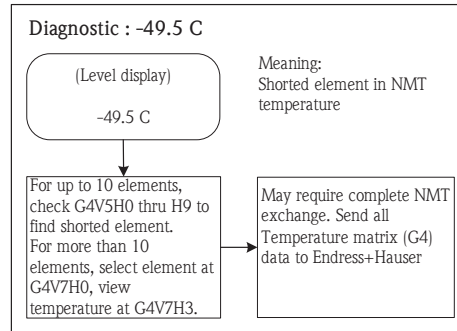 Diagnostic : -49.5 C
(Level display)
-49.5 C
Meaning:
Shorted element in NMT
temperature
For up to 10 elements,
check G4V5H0 thru H9 to
find shorted element.
For more than 10
elements, select element at
G4V7H0, view
temperature at G4V7H3.
May require complete NMT
exchange. Send all
Temperature matrix (G4)
data to Endress+Hauser